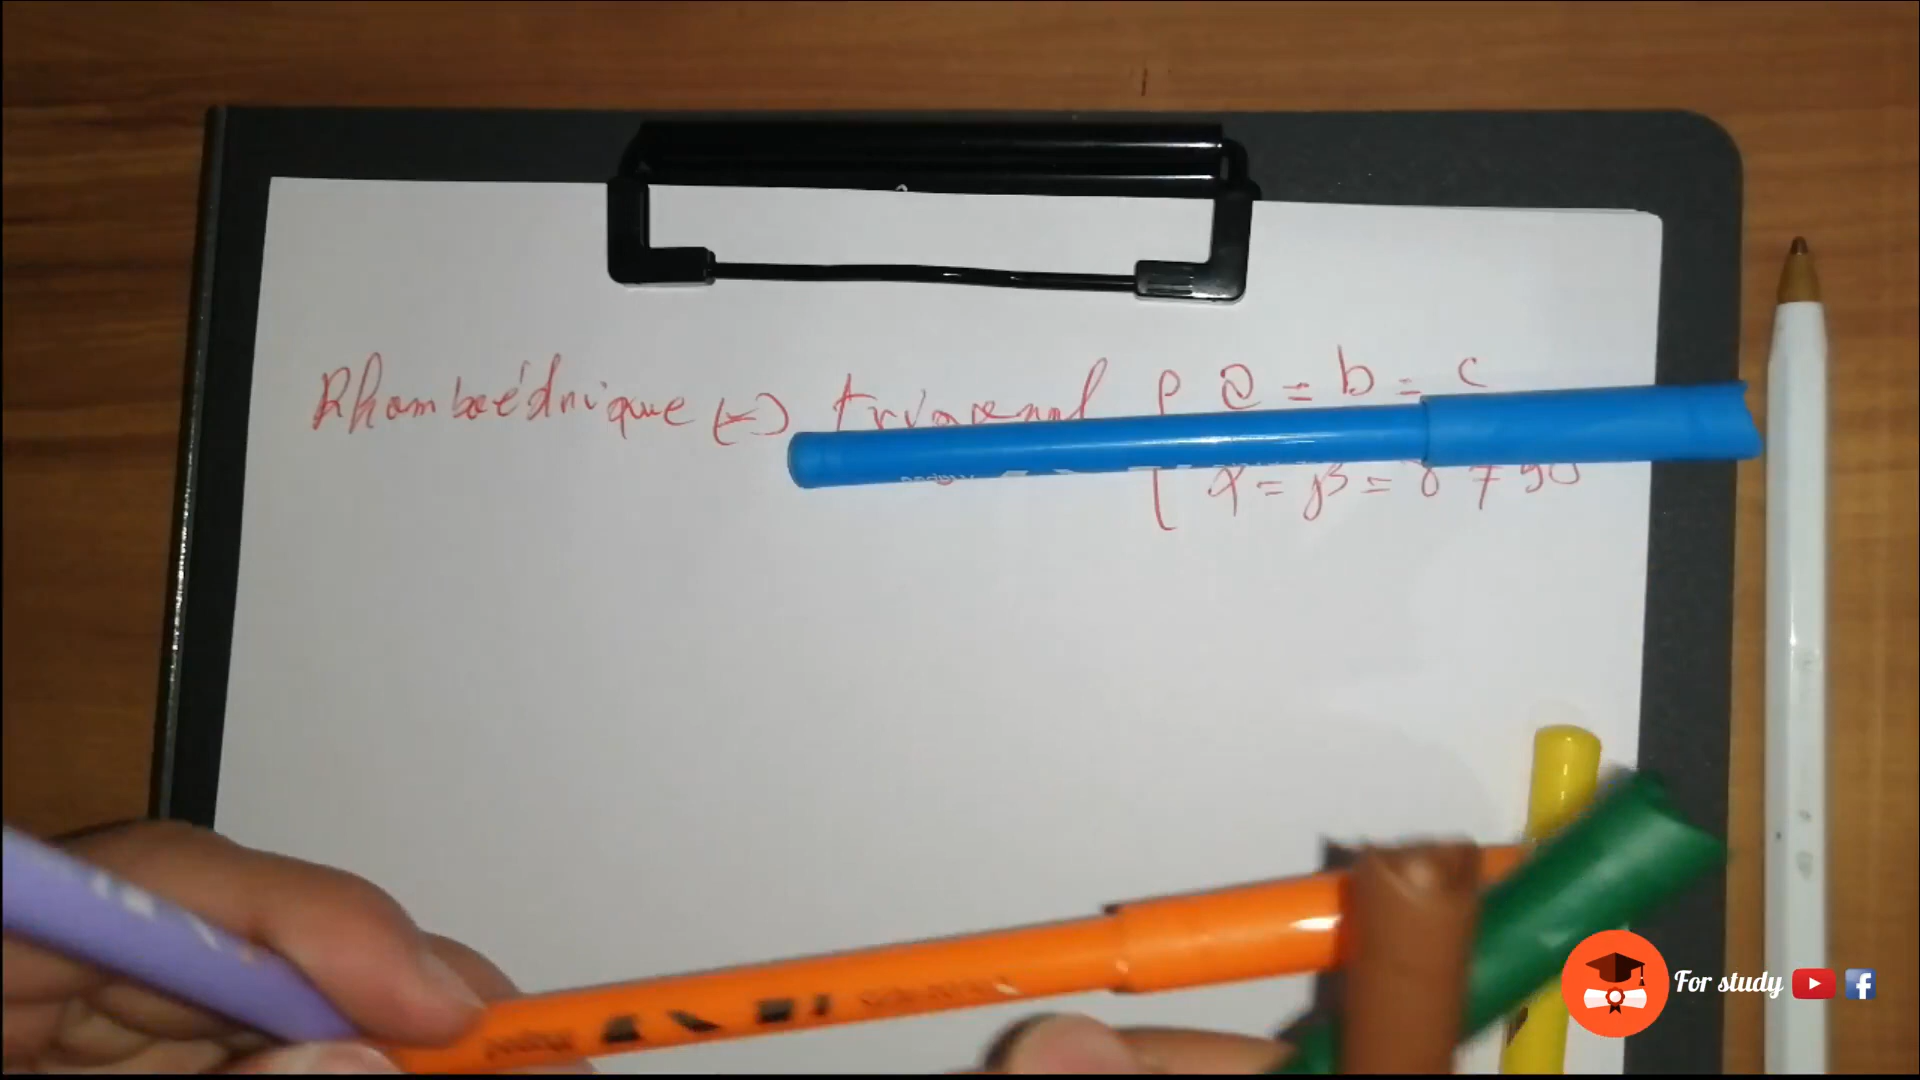 Rhomboédrique (=) trigonal { a = b = c
α = β = γ ≠ 90
For study